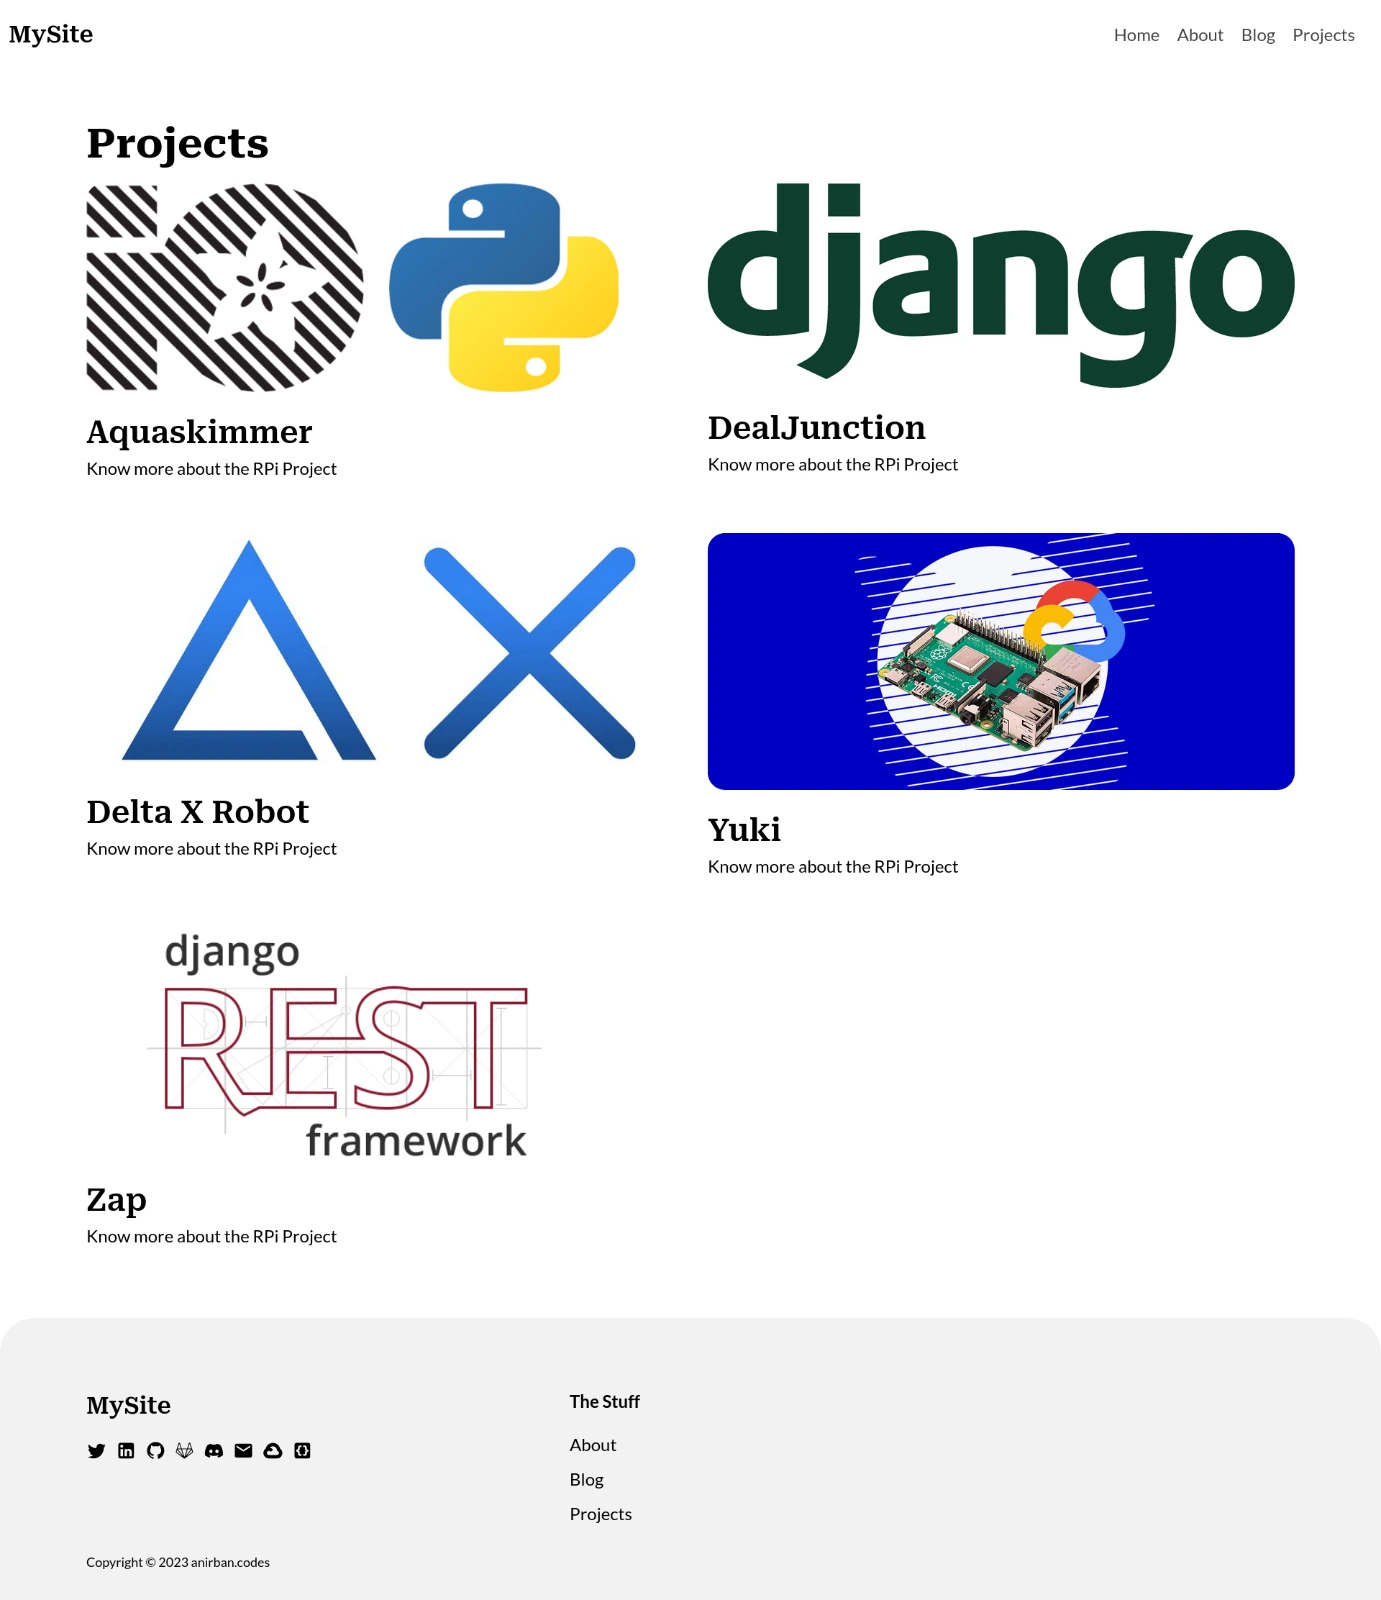 MySite
Home About Blog Projects
Projects
iO
django
Aquaskimmer
Know more about the RPi Project
DealJunction
Know more about the RPi Project
Delta X Robot
Know more about the RPi Project
Yuki
Know more about the RPi Project
django
REST
framework
Zap
Know more about the RPi Project
MySite
The Stuff
About
Blog
Projects
Copyright © 2023 anirban.codes